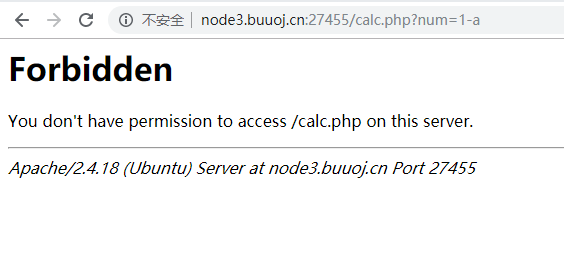 不安全 node3.buuoj.cn:27455/calc.php?num=1-a
Forbidden
You don't have permission to access /calc.php on this server.
Apache/2.4.18 (Ubuntu) Server at node3.buuoj.cn Port 27455